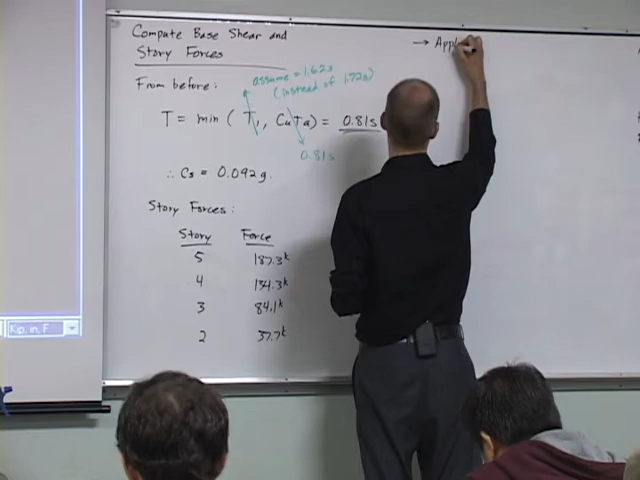 Compute Base Shear and
Story Forces
From before:
assume = 1.62s
(instead of 1.72s)
T = min ( T1, CuTa) = 0.81s
0.81s
∴ Cs = 0.092g.
Story Forces:
Story Force
5 187.3k
4 134.3k
3 84.1k
2 37.7k
→ Appl
Kip, in, F